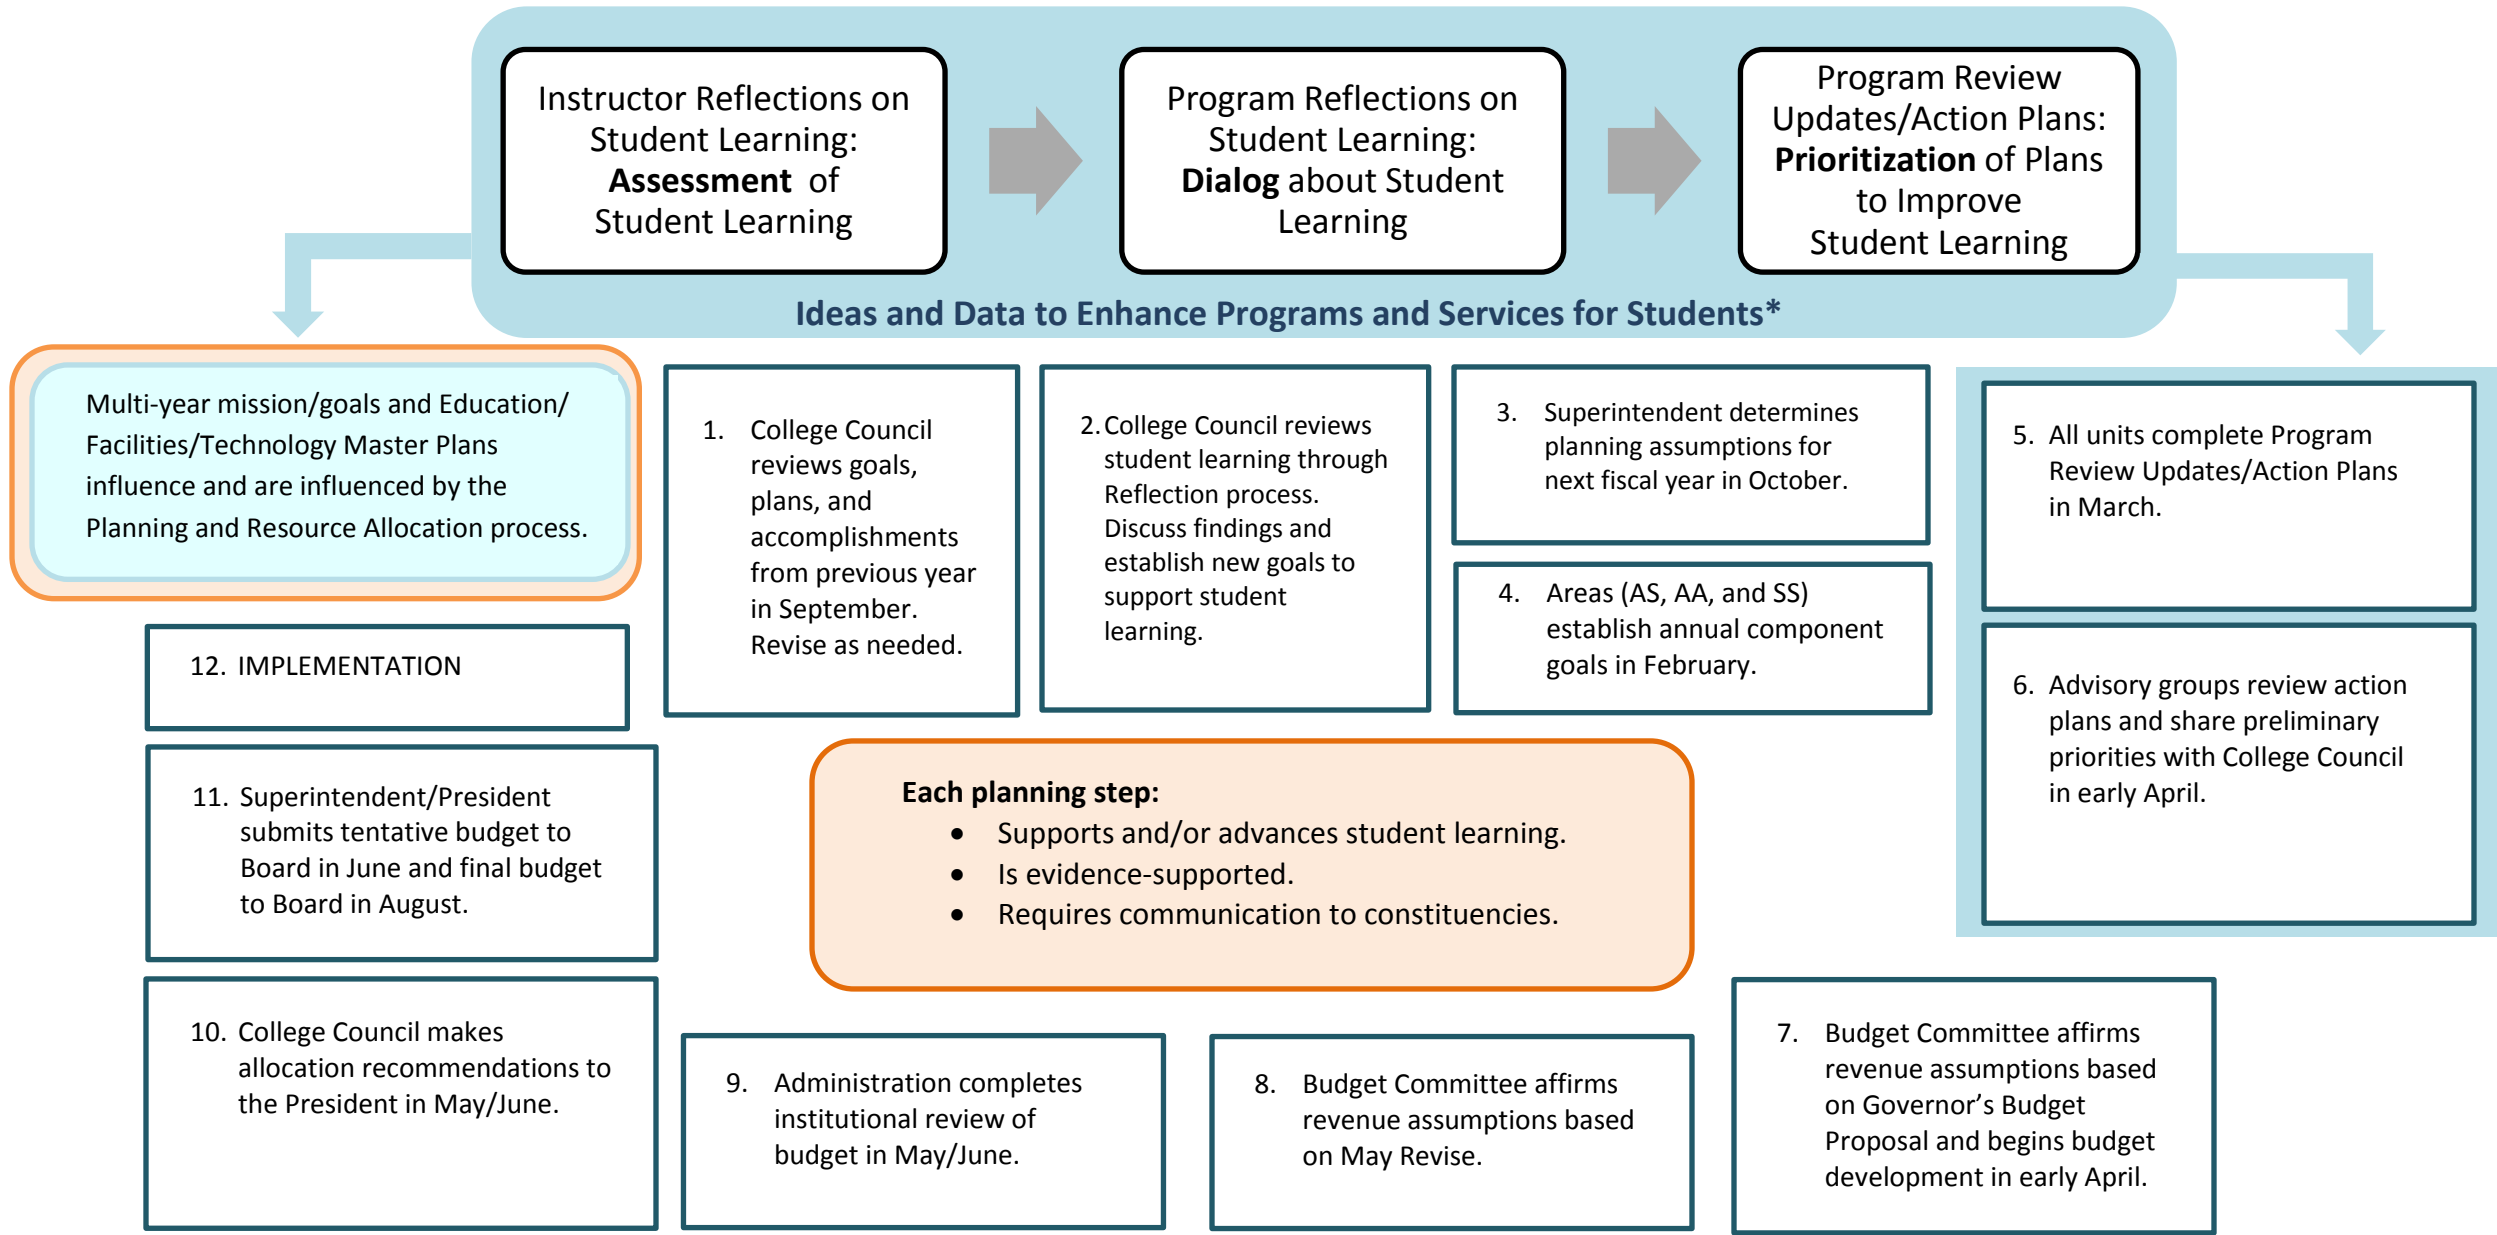 Instructor Reflections on
Student Learning:
Assessment of
Student Learning
Program Reflections on
Student Learning:
Dialog about Student
Learning
Program Review
Updates/Action Plans:
Prioritization of Plans
to Improve
Student Learning
Ideas and Data to Enhance Programs and Services for Students*
Multi-year mission/goals and Education/
Facilities/Technology Master Plans
influence and are influenced by the
Planning and Resource Allocation process.
1. College Council
reviews goals,
plans, and
accomplishments
from previous year
in September.
Revise as needed.
2. College Council reviews
student learning through
Reflection process.
Discuss findings and
establish new goals to
support student
learning.
3. Superintendent determines
planning assumptions for
next fiscal year in October.
4. Areas (AS, AA, and SS)
establish annual component
goals in February.
5. All units complete Program
Review Updates/Action Plans
in March.
6. Advisory groups review action
plans and share preliminary
priorities with College Council
in early April.
12. IMPLEMENTATION
11. Superintendent/President
submits tentative budget to
Board in June and final budget
to Board in August.
Each planning step:
• Supports and/or advances student learning.
• Is evidence-supported.
• Requires communication to constituencies.
10. College Council makes
allocation recommendations to
the President in May/June.
9. Administration completes
institutional review of
budget in May/June.
8. Budget Committee affirms
revenue assumptions based
on May Revise.
7. Budget Committee affirms
revenue assumptions based
on Governor’s Budget
Proposal and begins budget
development in early April.